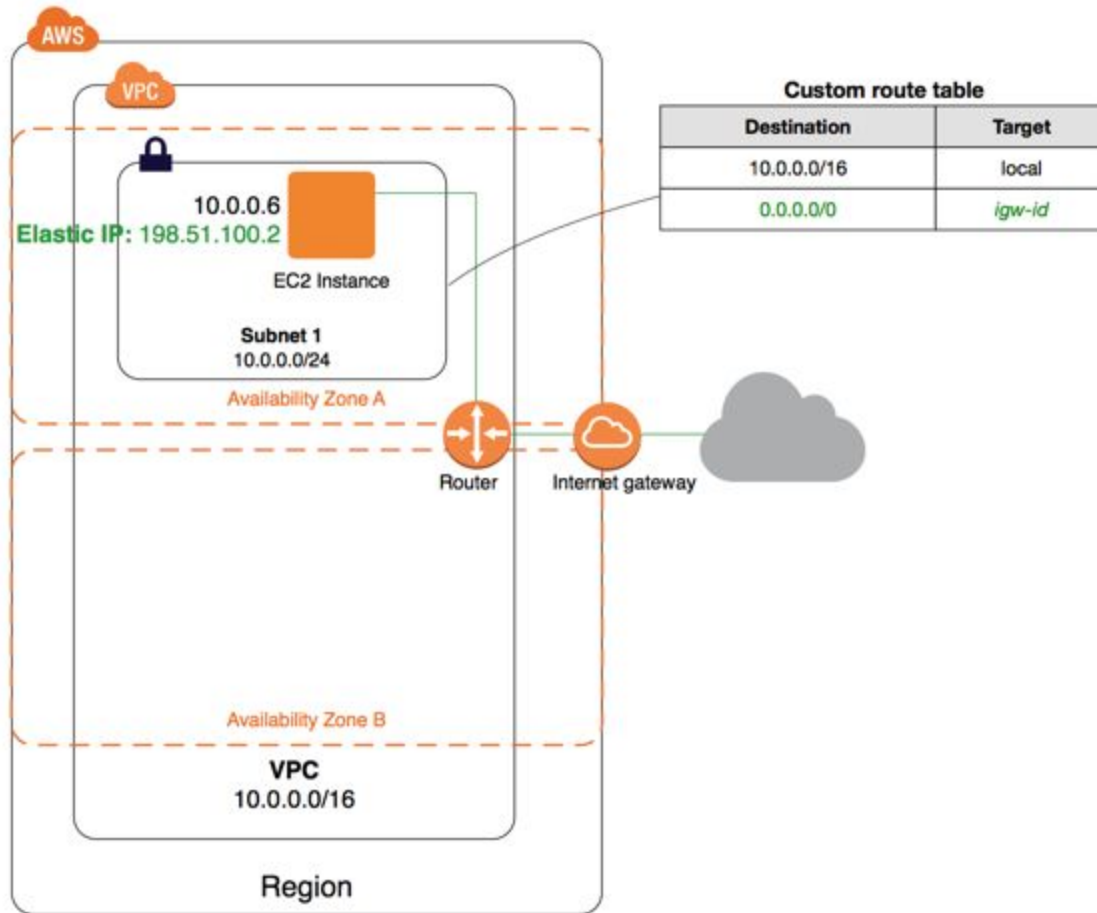 AWS
VPC
Custom route table
Destination Target
10.0.0.0/16 local
0.0.0.0/0 igw-id
10.0.0.6
Elastic IP: 198.51.100.2
EC2 Instance
Subnet 1
10.0.0.0/24
Availability Zone A
Router
Internet gateway
Availability Zone B
VPC
10.0.0.0/16
Region